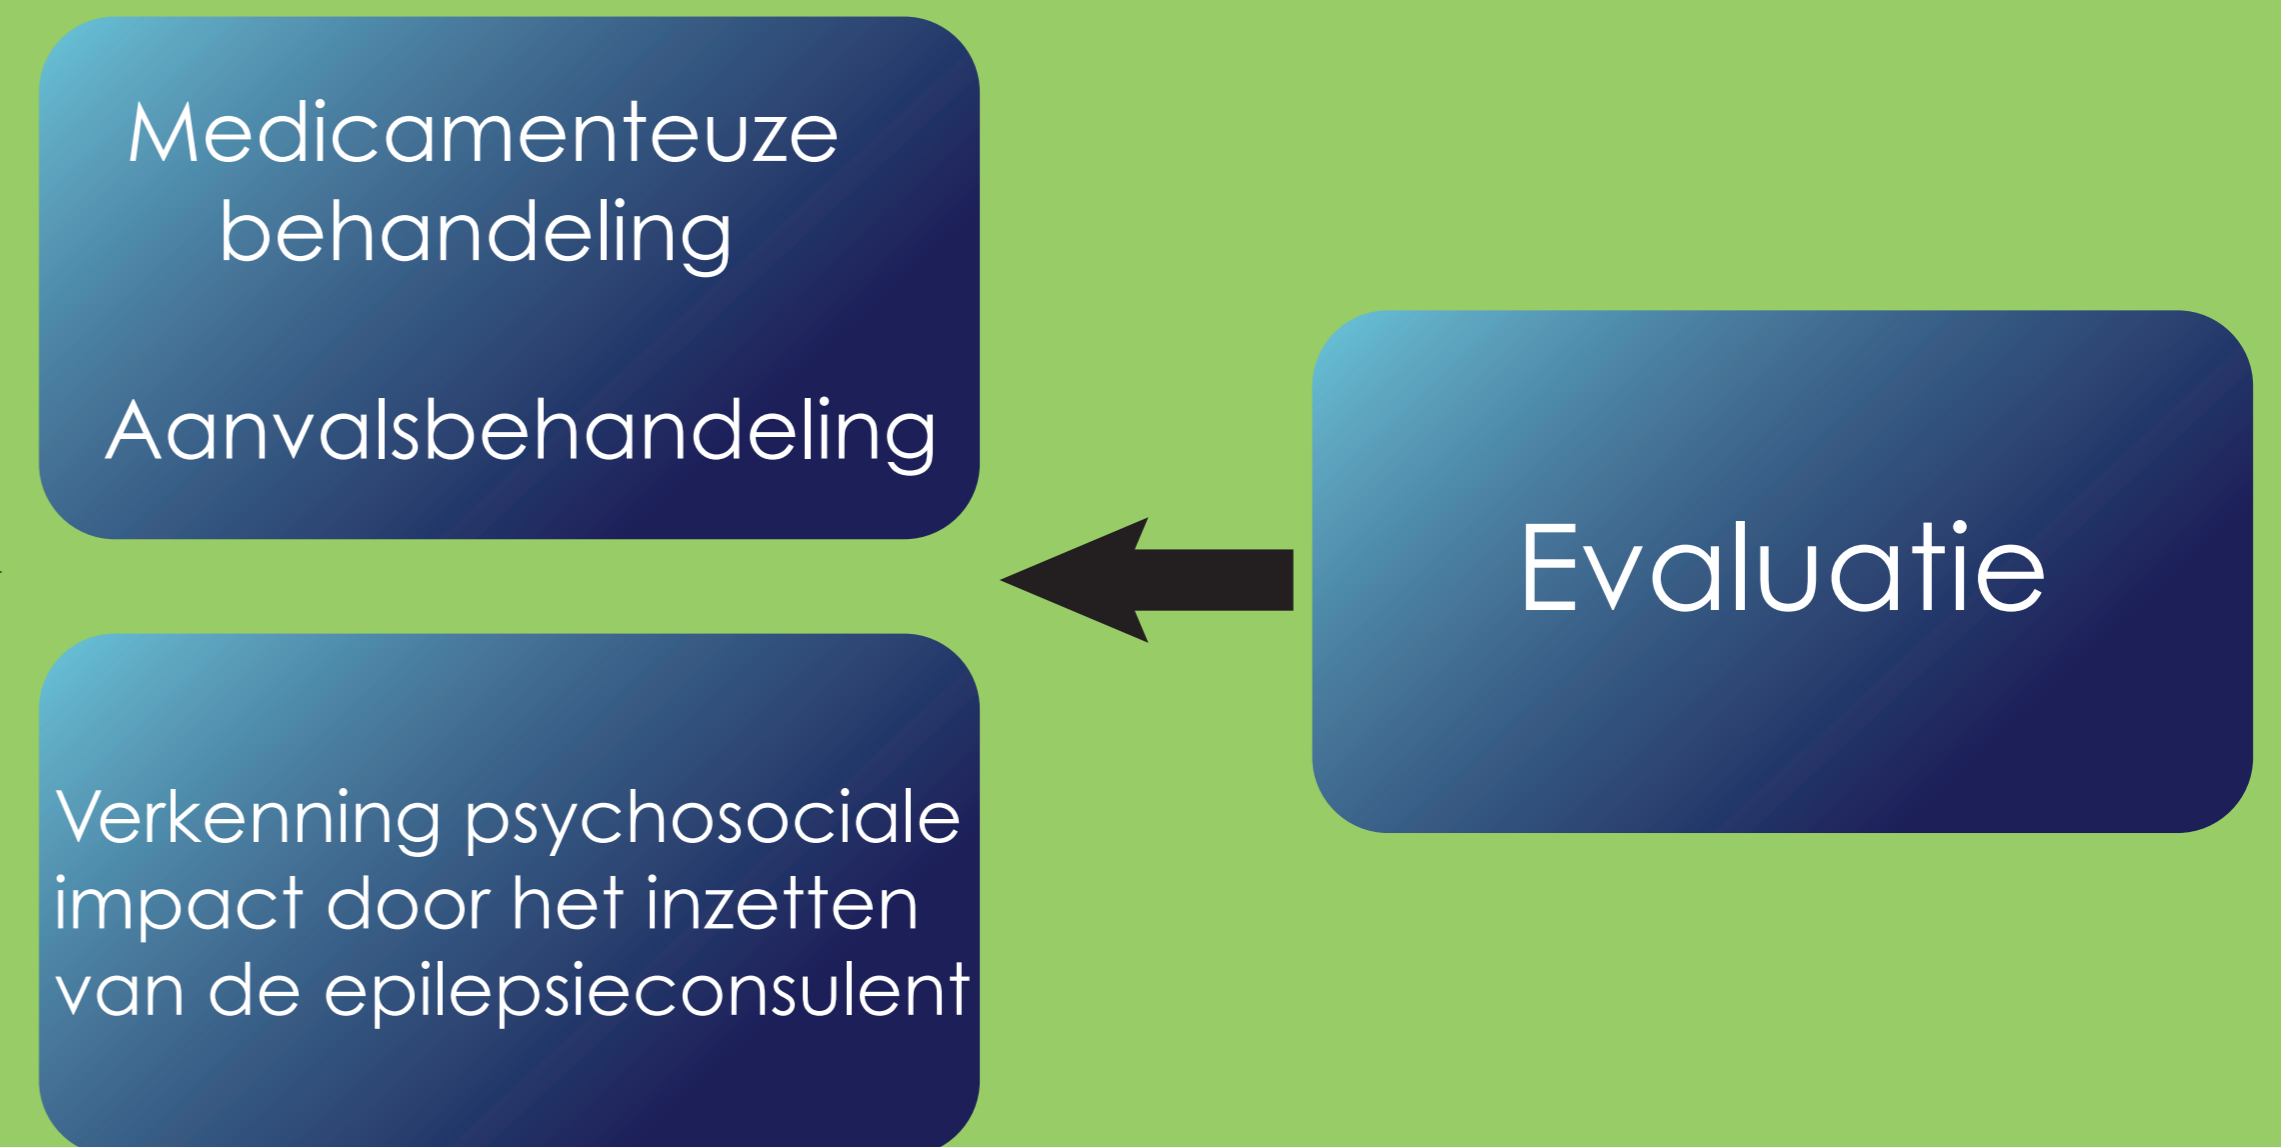 Medicamenteuze
behandeling
Aanvalsbehandeling
Evaluatie
Verkenning psychosociale
impact door het inzetten
van de epilepsieconsulent